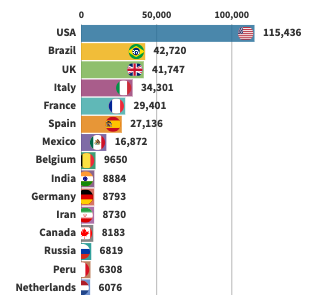 0 50,000 100,000
USA 115,436
Brazil 42,720
UK 41,747
Italy 34,301
France 29,401
Spain 27,136
Mexico 16,872
Belgium 9650
India 8884
Germany 8793
Iran 8730
Canada 8183
Russia 6819
Peru 6308
Netherlands 6076